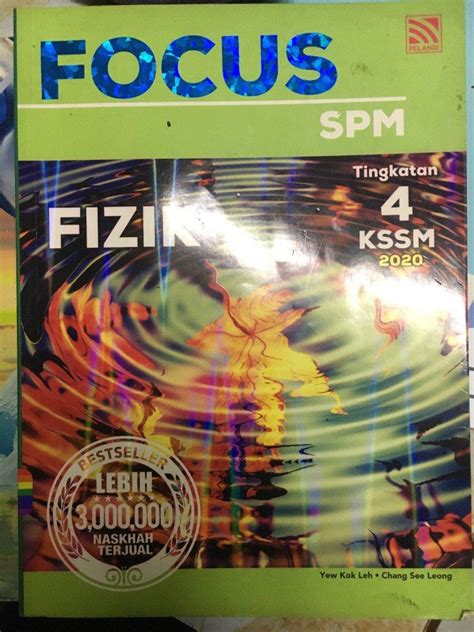 PELANGI
FOCUS
SPM
Tingkatan
4
KSSM
2020
FIZIK
BESTSELLER
LEBIH
3,000,000
NASKHAH
TERJUAL
Yew Kok Leh • Chang See Leong